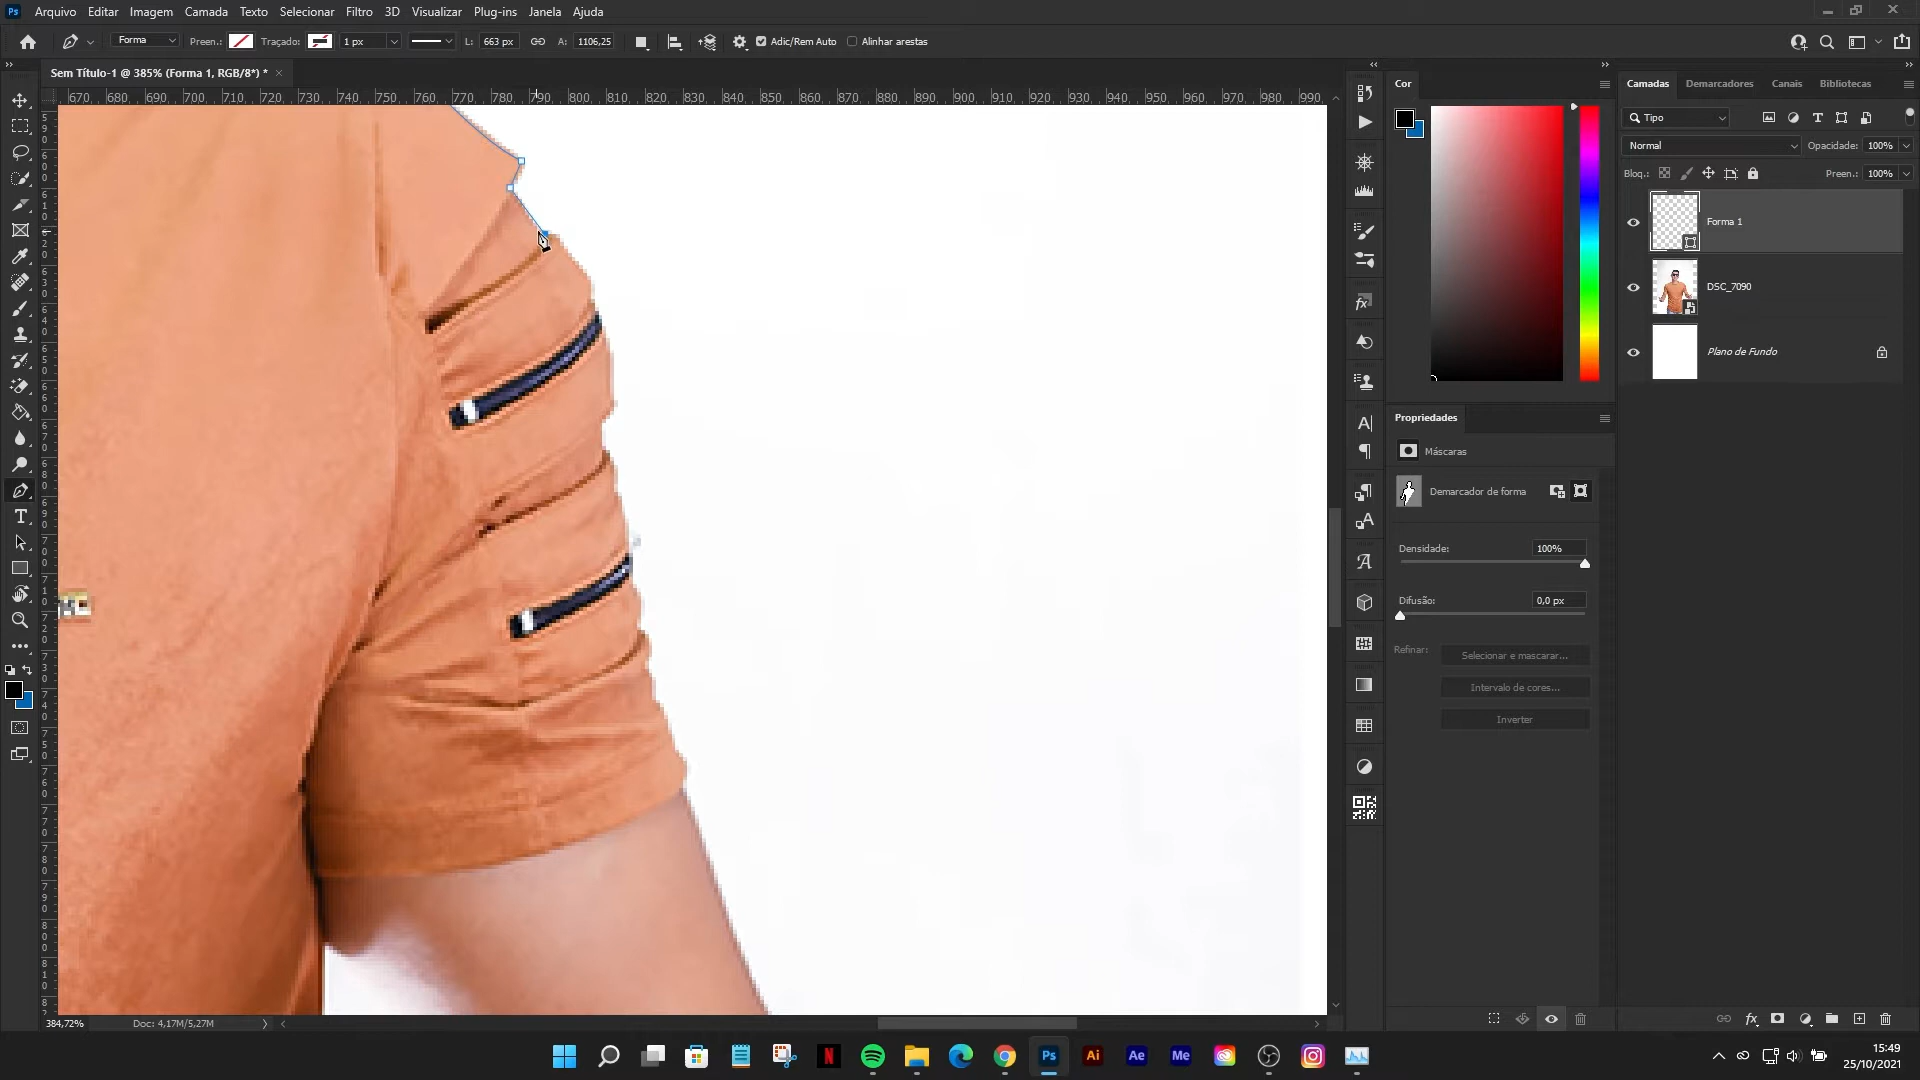 Ps Arquivo Editar Imagem Camada Texto Selecionar Filtro 3D Visualizar Plug-ins Janela Ajuda
Forma Preen.: Traçado: 1 px L: 663 px A: 1106,25 Adic/Rem Auto Alinhar arestas
Sem Título-1 @ 385% (Forma 1, RGB/8*) *
670 680 690 700 710 720 730 740 750 760 770 780 790 800 810 820 830 840 850 860 870 880 890 900 910 920 930 940 950 960 970 980 990
Cor
Camadas Demarcadores Canais Bibliotecas
Tipo
Normal Opacidade: 100%
Bloq.: Preen.: 100%
Forma 1
DSC_7090
Plano de Fundo
Propriedades
Máscaras
Demarcador de forma
Densidade: 100%
Difusão: 0,0 px
Refinar: Selecionar e mascarar...
Intervalo de cores...
Inverter
384,72% Doc: 4,17M/5,27M
N Ps Ai Ae Me
15:49
25/10/2021